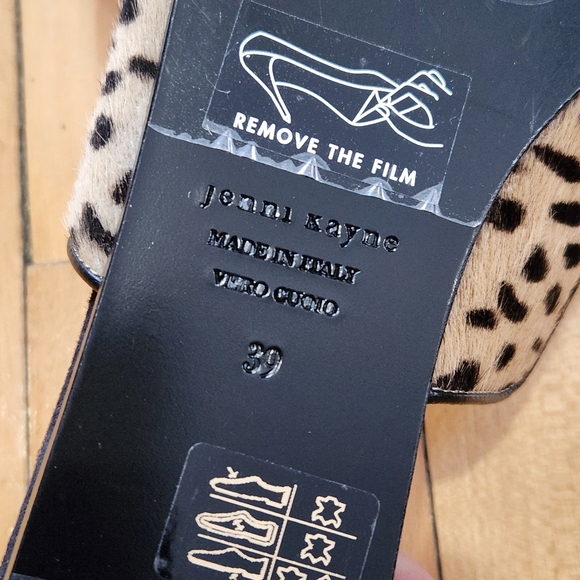 REMOVE THE FILM
Jenni Kayne
MADE IN ITALY
VERO CUOIO
39